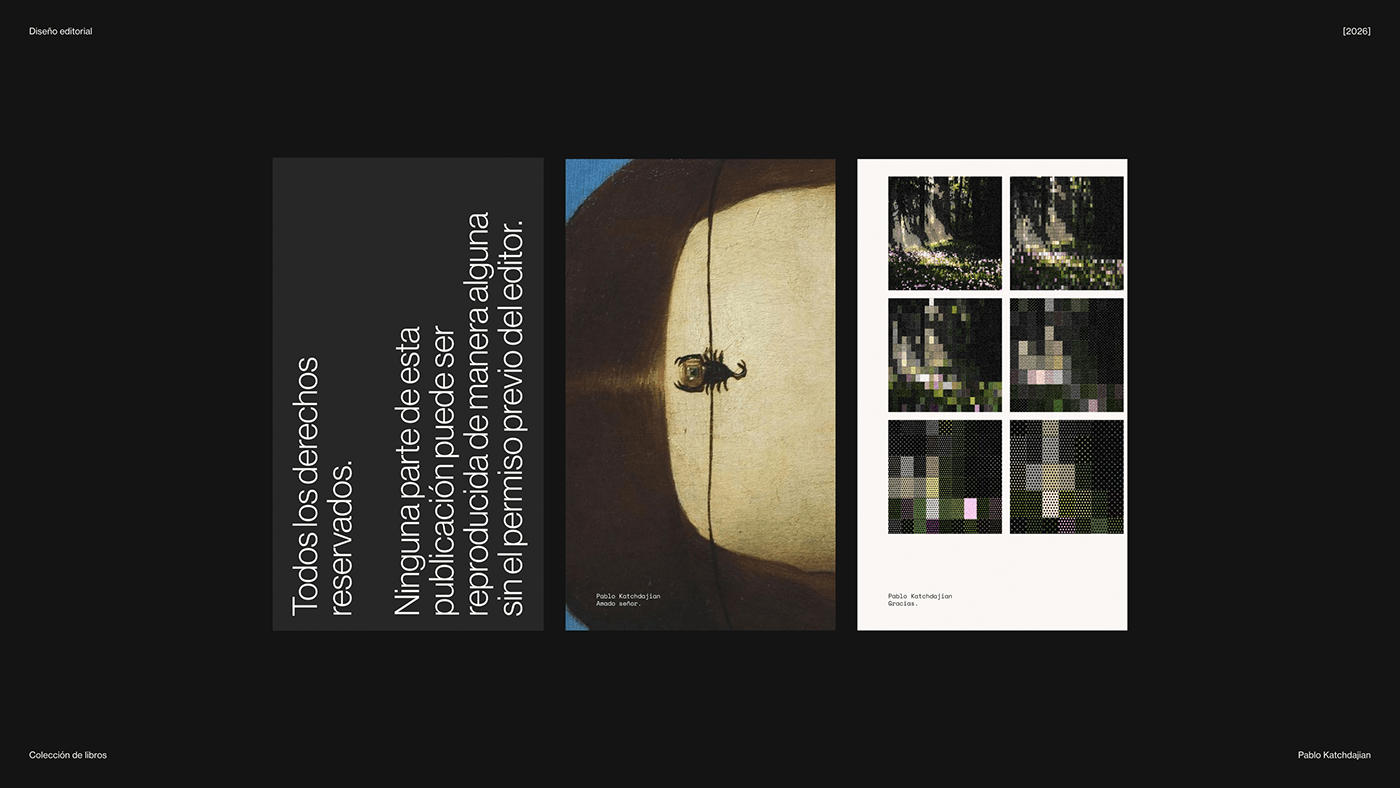 Diseño editorial
[2026]
Todos los derechos
reservados.
Ninguna parte de esta
publicación puede ser
reproducida de manera alguna
sin el permiso previo del editor.
Pablo Katchdajian
Amado señor.
Pablo Katchdajian
Gracias.
Colección de libros
Pablo Katchdajian